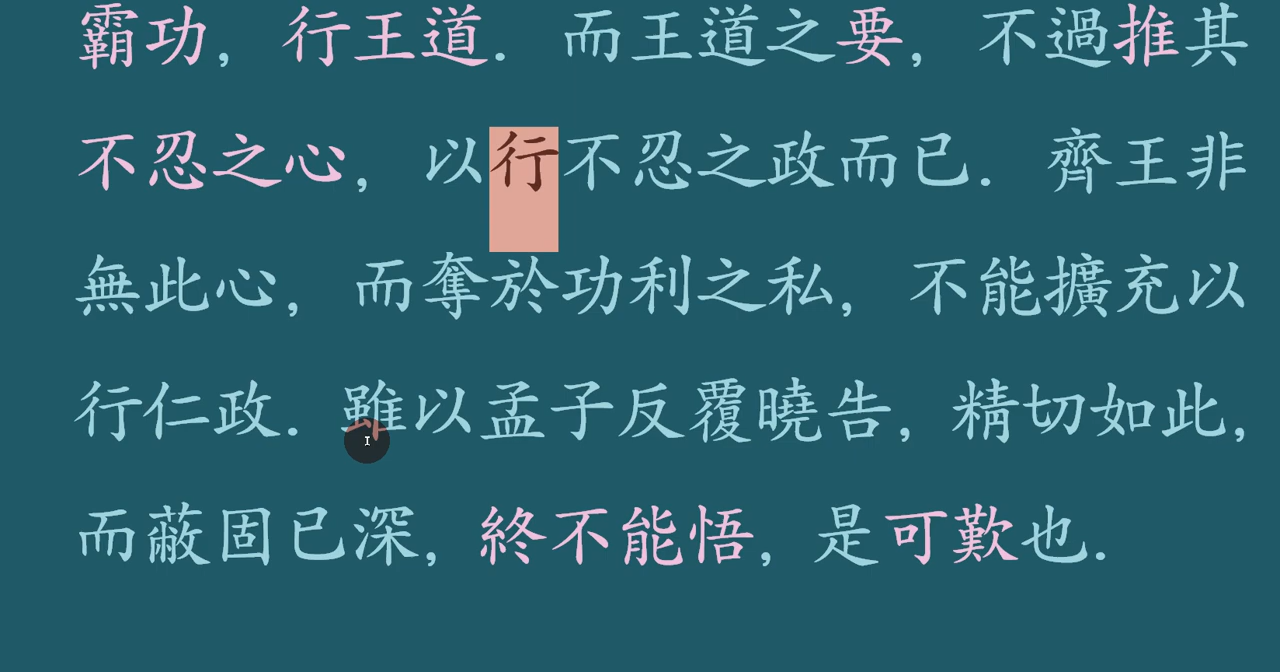 霸功, 行王道. 而王道之要, 不過推其
不忍之心, 以行不忍之政而已. 齊王非
無此心, 而奪於功利之私, 不能擴充以
行仁政. 雖以孟子反覆曉告, 精切如此,
而蔽固已深, 終不能悟, 是可歎也.